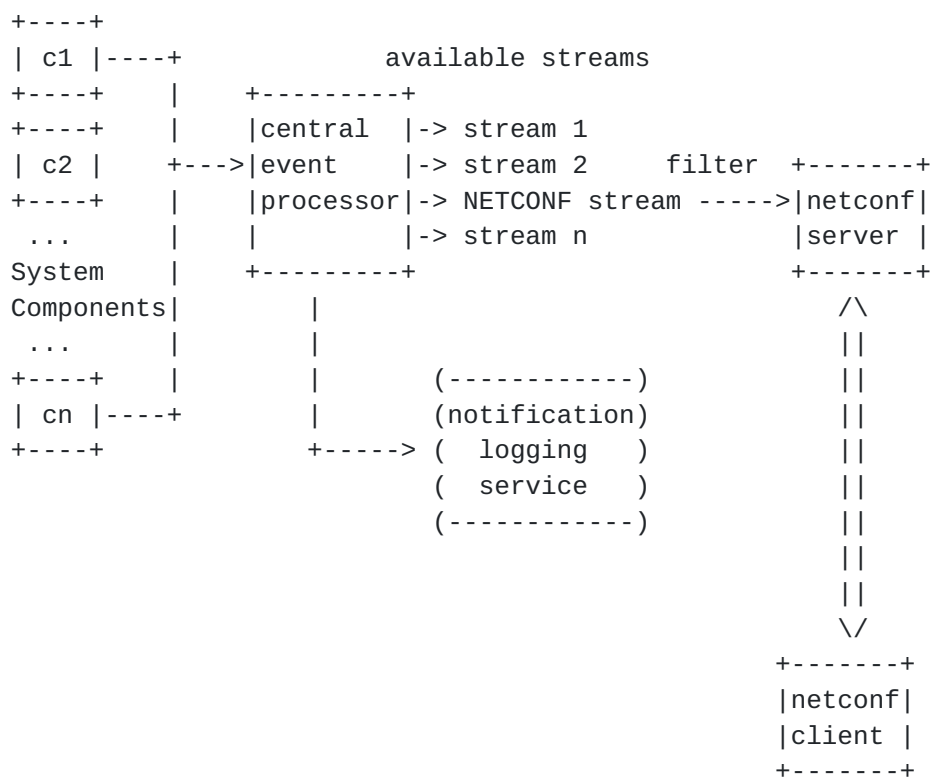 +----+
| c1 |----+             available streams
+----+    |    +---------+
+----+    |    |central  |-> stream 1
| c2 |    +--->|event    |-> stream 2     filter  +-------+
+----+    |    |processor|-> NETCONF stream ----->|netconf|
 ...      |    |         |-> stream n             |server |
System    |    +---------+                        +-------+
Components|         |                                 /\
 ...      |         |                                 ||
+----+    |         |       (------------)            ||
| cn |----+         |       (notification)            ||
+----+              +-----> (  logging   )            ||
                            (  service   )            ||
                            (------------)            ||
                                                      ||
                                                      ||
                                                      \/
                                                  +-------+
                                                  |netconf|
                                                  |client |
                                                  +-------+